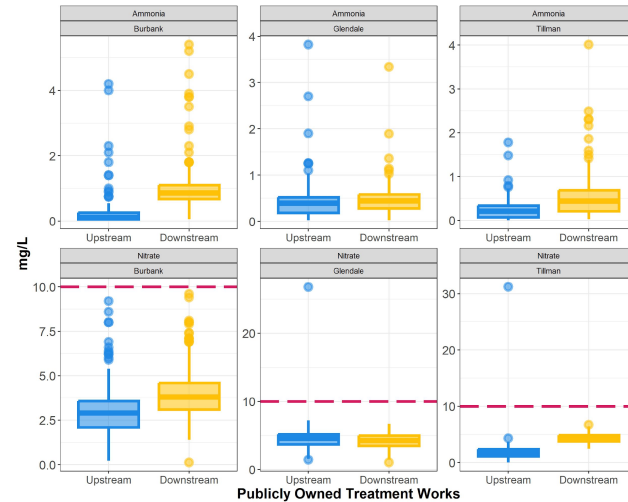 Ammonia
Burbank
4
2
0
Upstream Downstream
Ammonia
Glendale
4
3
2
1
0
Upstream Downstream
Ammonia
Tillman
4
3
2
1
0
Upstream Downstream
mg/L
Nitrate
Burbank
10.0
7.5
5.0
2.5
0.0
Upstream Downstream
Nitrate
Glendale
20
10
0
Upstream Downstream
Nitrate
Tillman
30
20
10
0
Upstream Downstream
Publicly Owned Treatment Works